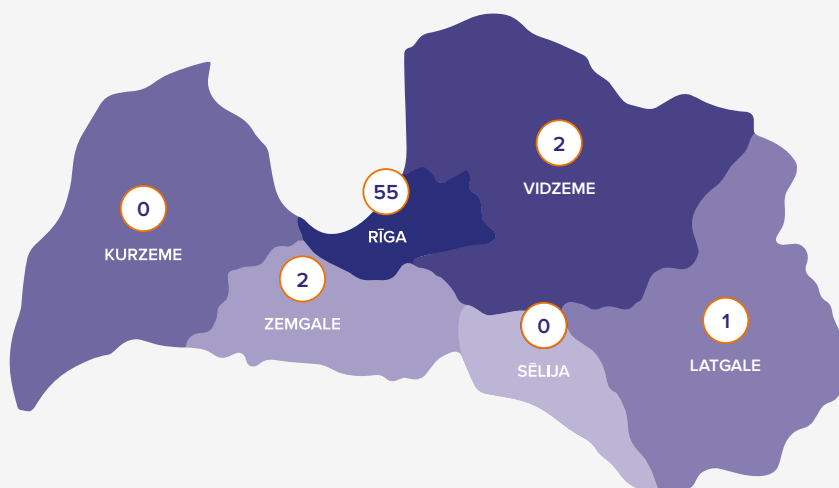 2
VIDZEME
55
RĪGA
0
KURZEME
2
ZEMGALE
0
SĒLIJA
1
LATGALE